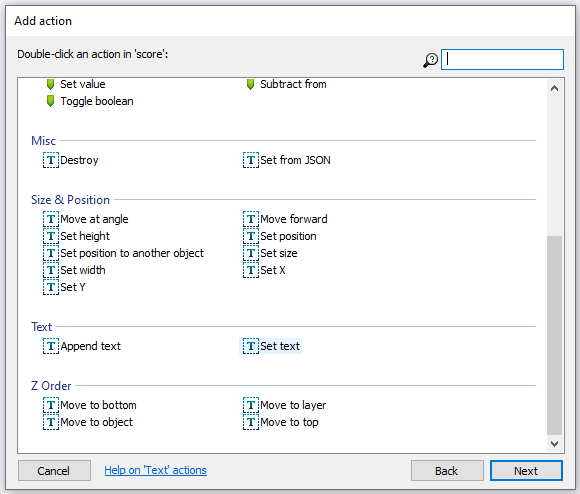 Add action
Double-click an action in 'score':
Set value Subtract from
Toggle boolean
Misc
Destroy Set from JSON
Size & Position
Move at angle Move forward
Set height Set position
Set position to another object Set size
Set width Set X
Set Y
Text
Append text Set text
Z Order
Move to bottom Move to layer
Move to object Move to top
Cancel Help on 'Text' actions Back Next